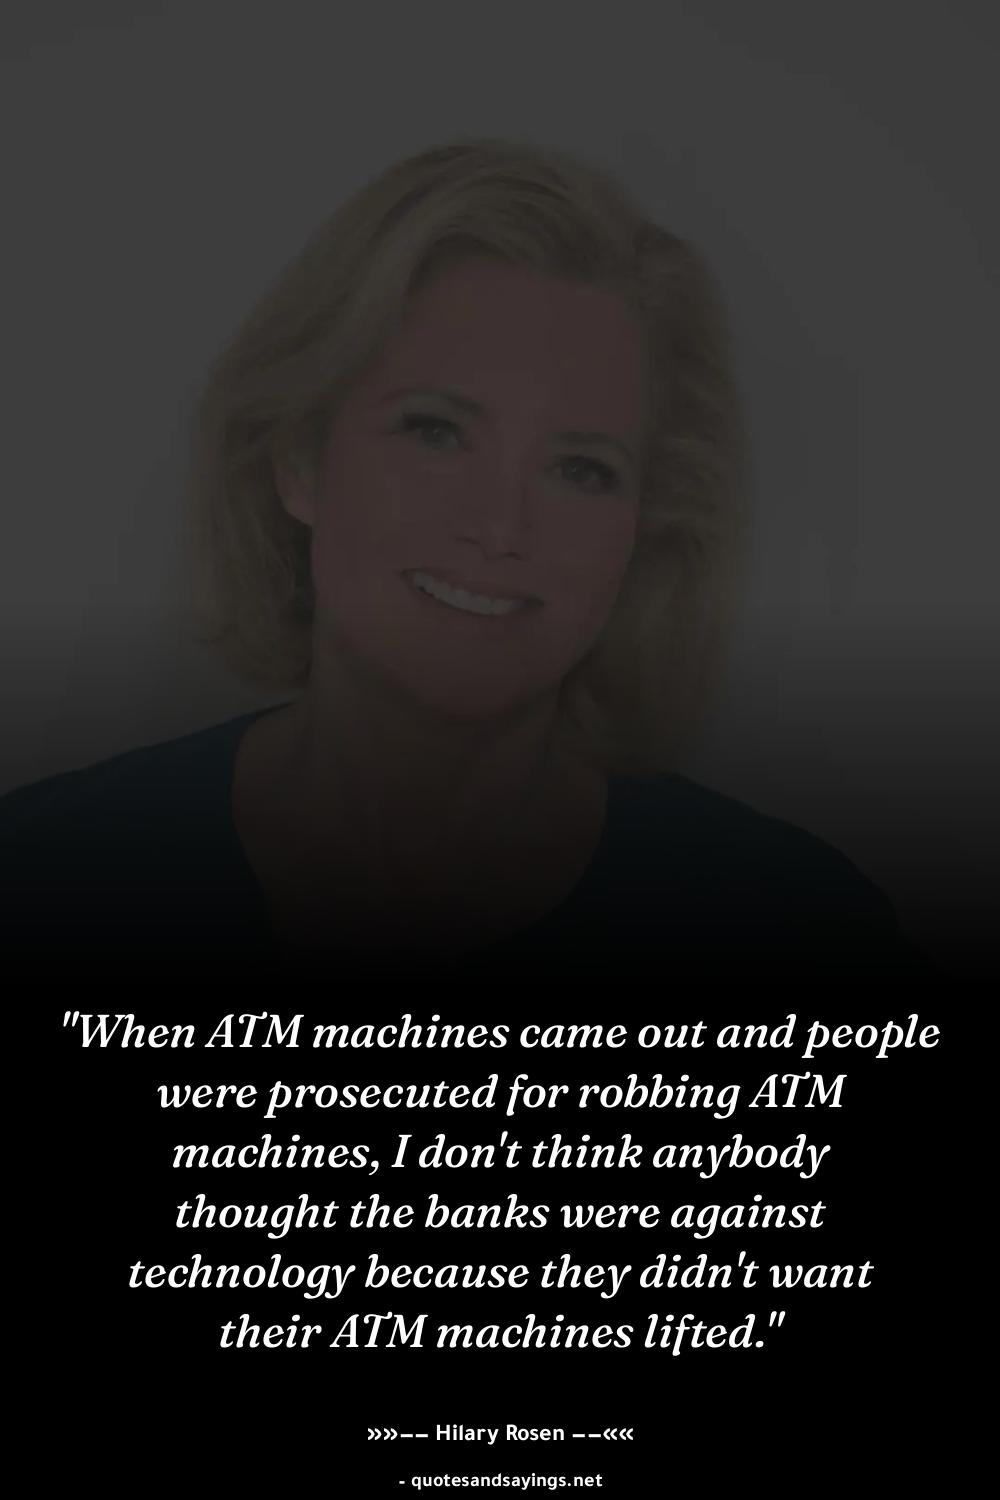 "When ATM machines came out and people
were prosecuted for robbing ATM
machines, I don't think anybody
thought the banks were against
technology because they didn't want
their ATM machines lifted."
»»–– Hilary Rosen ––««
- quotesandsayings.net